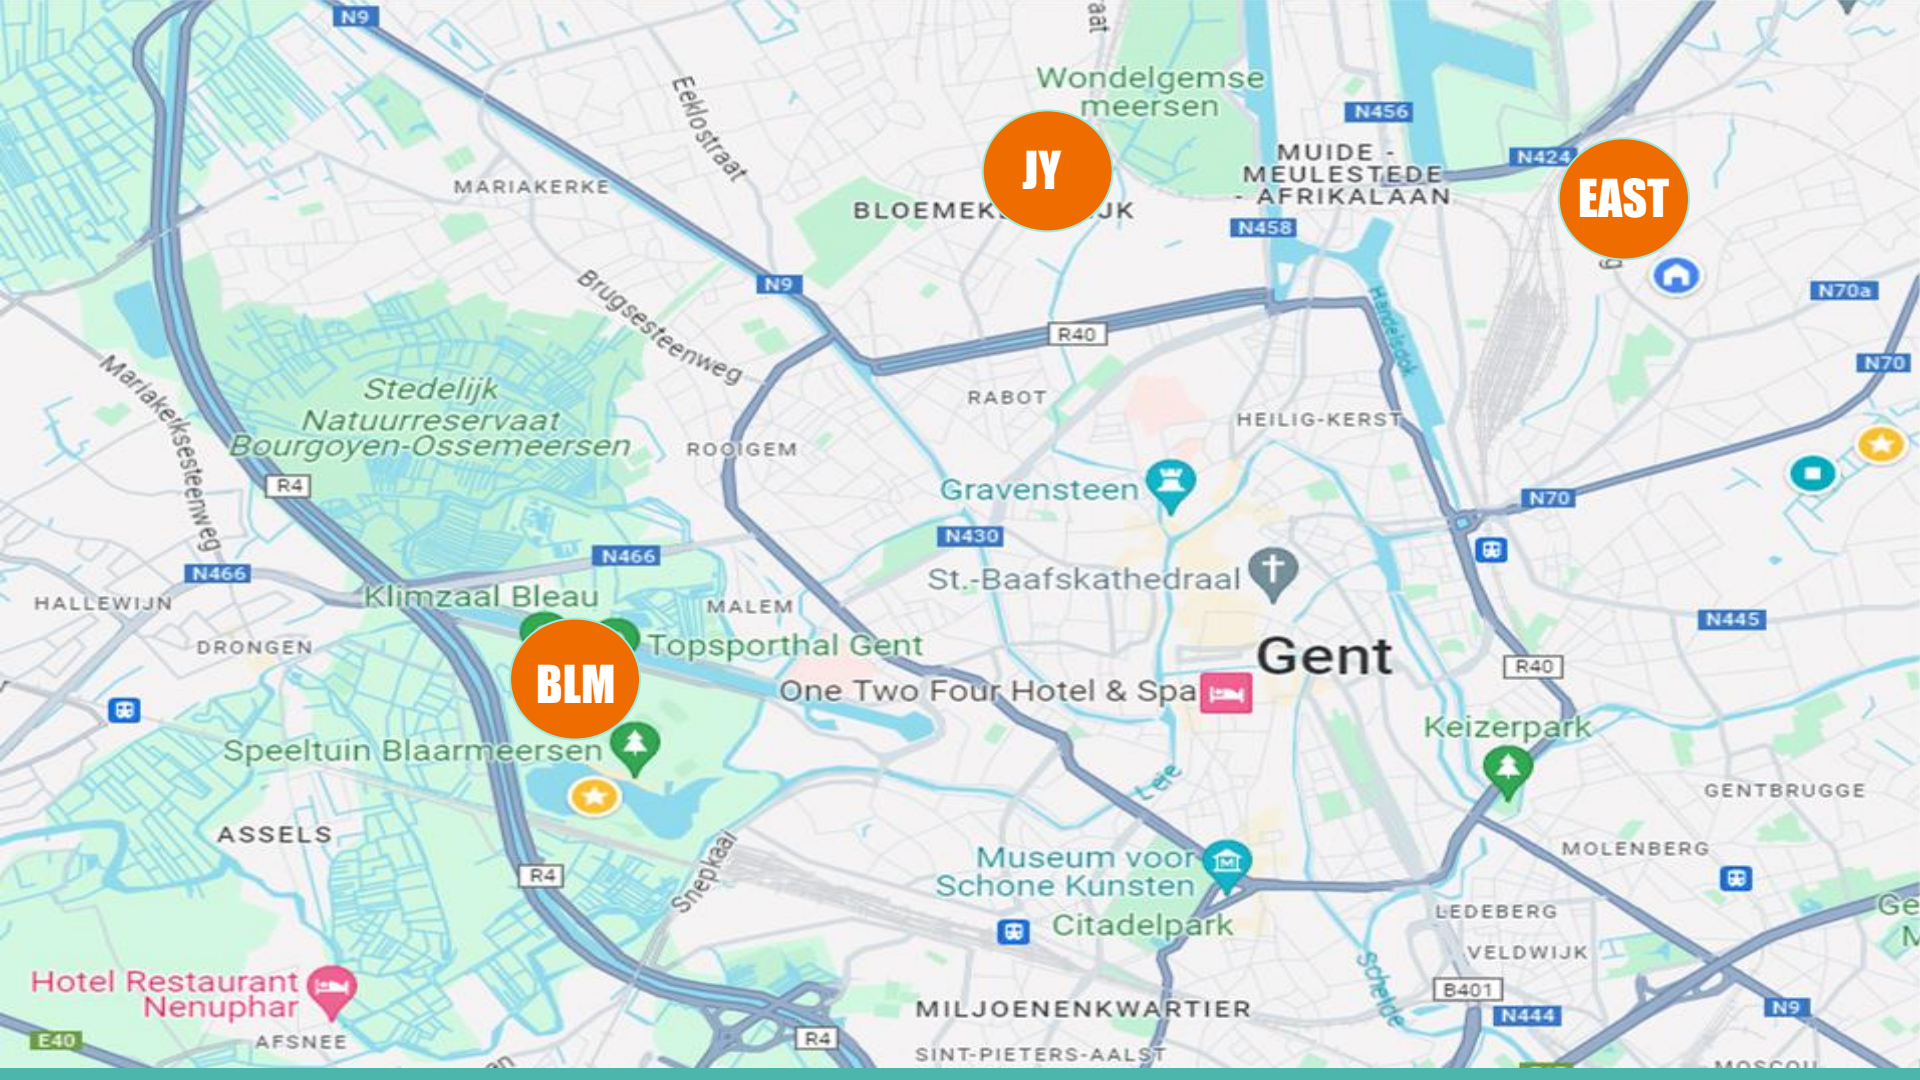 N9
Wondelgemse
meersen
N456
Eeklostraat
MUIDE -
MEULESTEDE
- AFRIKALAAN
N424
JY
EAST
MARIAKERKE
N458
N9
Brugsesteenweg
N70a
R40
Handelsdok
N70
Mariakerksesteenweg
Stedelijk
Natuurreservaat
Bourgoyen-Ossemeersen
RABOT
HEILIG-KERST
ROOIGEM
R4
Gravensteen
N70
N430
N466
N466
St.-Baafskathedraal
HALLEWIJN
Klimzaal Bleau
MALEM
N445
DRONGEN
Topsporthal Gent
Gent
R40
BLM
One Two Four Hotel & Spa
Keizerpark
Speeltuin Blaarmeersen
Leie
GENTBRUGGE
ASSELS
MOLENBERG
Snepkaai
R4
Museum voor
Schone Kunsten
LEDEBERG
Citadelpark
VELDWIJK
Schelde
Hotel Restaurant
Nenuphar
B401
MILJOENENKWARTIER
N444
N9
E40
AFSNEE
R4
SINT-PIETERS-AALST